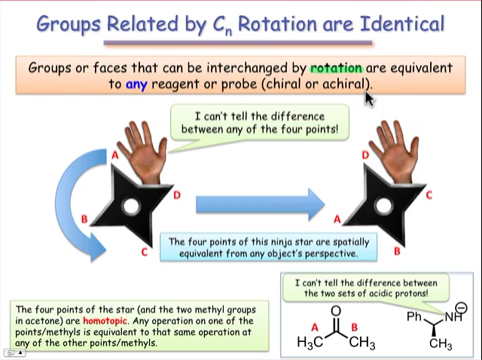 Groups Related by Cn Rotation are Identical
Groups or faces that can be interchanged by rotation are equivalent
to any reagent or probe (chiral or achiral).
I can't tell the difference
between any of the four points!
A
B
C
D
D
A
B
C
The four points of this ninja star are spatially
equivalent from any object's perspective.
The four points of the star (and the two methyl groups
in acetone) are homotopic. Any operation on one of the
points/methyls is equivalent to that same operation at
any of the other points/methyls.
I can't tell the difference between
the two sets of acidic protons!
A
O
B
H3C
CH3
Ph
NH
CH3